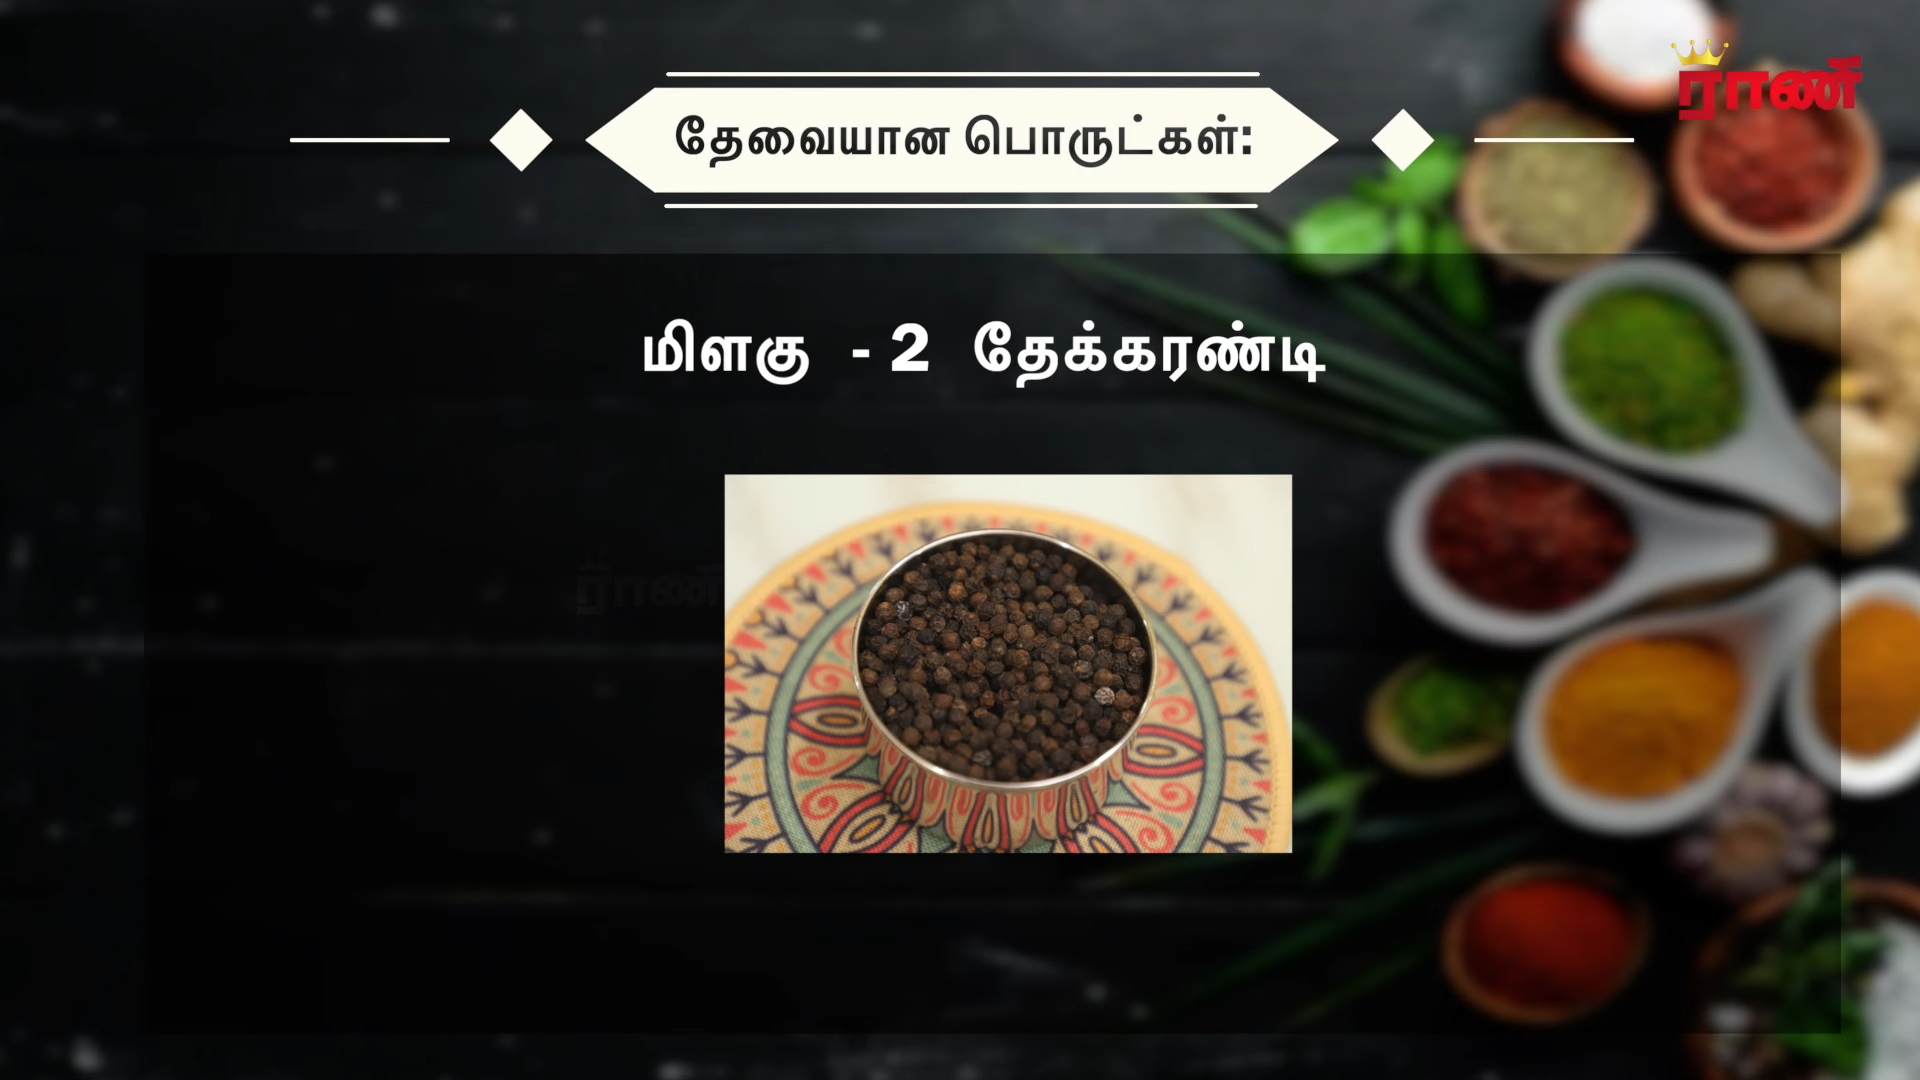 ராணி
தேவையான பொருட்கள்:
மிளகு - 2 தேக்கரண்டி
ராணி